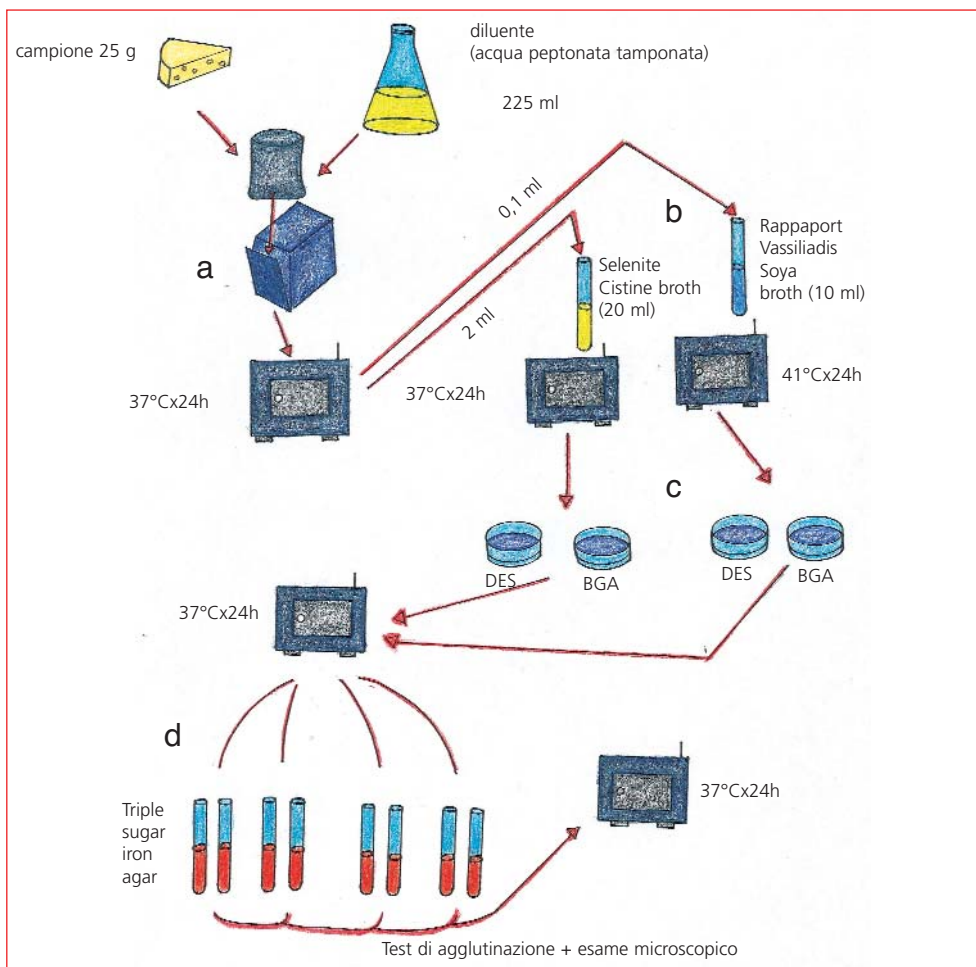 campione 25 g
diluente
(acqua peptonata tamponata)
225 ml
a
37°Cx24h
0,1 ml
2 ml
b
Rappaport
Vassiliadis
Soya
broth (10 ml)
Selenite
Cistine broth
(20 ml)
37°Cx24h
41°Cx24h
c
DES
BGA
DES
BGA
37°Cx24h
d
Triple
sugar
iron
agar
37°Cx24h
Test di agglutinazione + esame microscopico